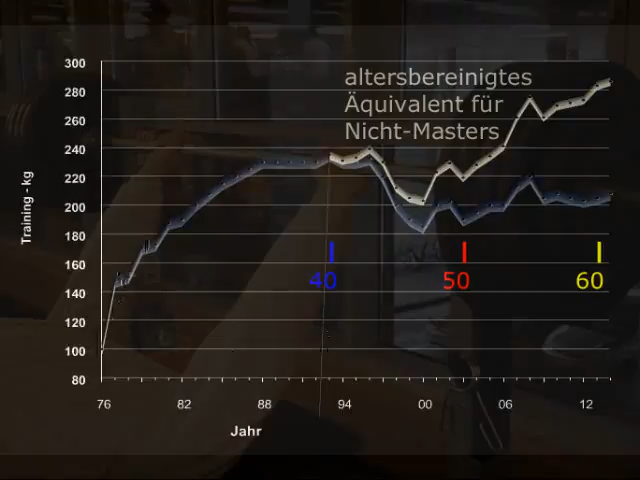 300
280
260
240
220
200
180
160
140
120
100
80
Training - kg
altersbereinigtes
Äquivalent für
Nicht-Masters
40
50
60
76 82 88 94 00 06 12
Jahr